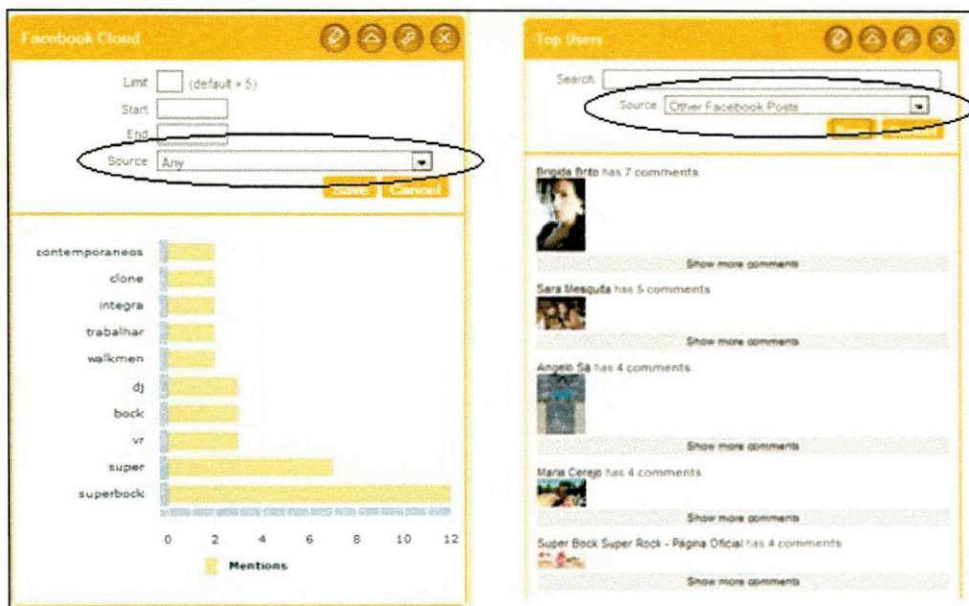 Facebook Cloud
Limit (default = 5)
Start
End
Source Any
Save Cancel
contemporaneos
clone
integra
trabalhar
walkmen
dj
bock
vr
super
superbock
0 2 4 6 8 10 12
Mentions
Top Users
Search
Source Other Facebook Posts
Save Cancel
Brigida Brito has 7 comments
Show more comments
Sara Mesquita has 5 comments
Show more comments
Angelo Sá has 4 comments
Show more comments
Maria Cerejo has 4 comments
Show more comments
Super Bock Super Rock - Página Oficial has 4 comments
Show more comments